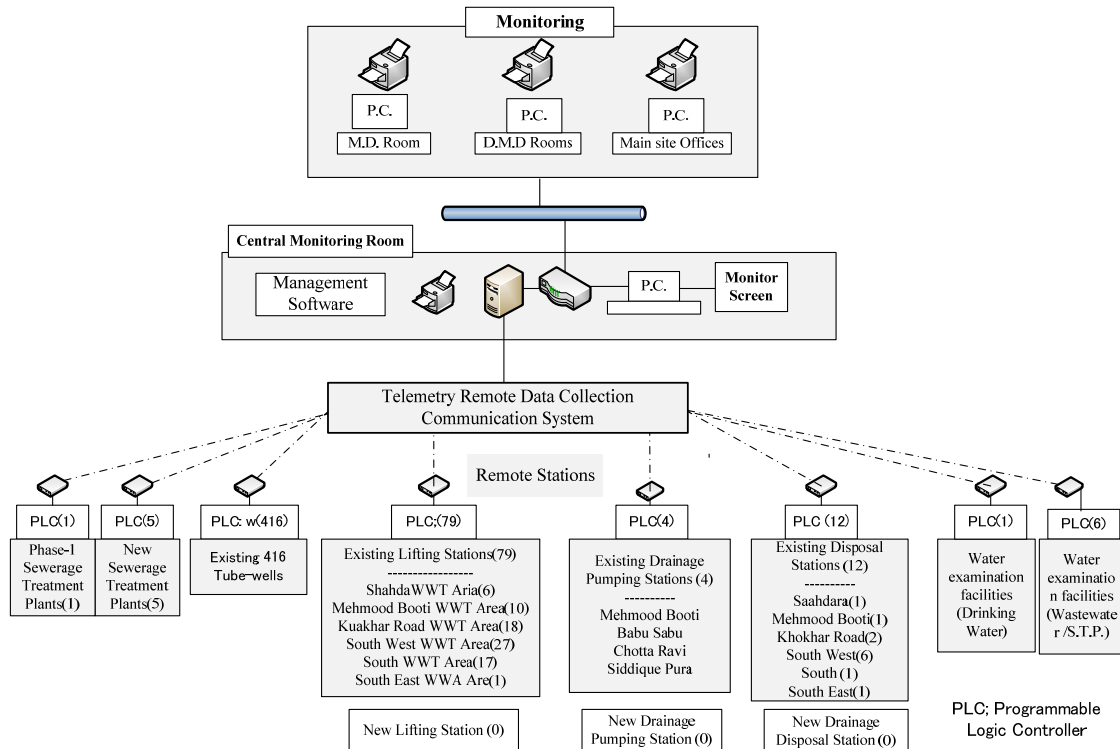 Monitoring
P.C.
P.C.
P.C.
M.D. Room
D.M.D Rooms
Main site Offices
Central Monitoring Room
Management
Software
P.C.
Monitor
Screen
Telemetry Remote Data Collection
Communication System
Remote Stations
PLC(1)
Phase-1
Sewerage
Treatment
Plants(1)
PLC(5)
New
Sewerage
Treatment
Plants(5)
PLC: w(416)
Existing 416
Tube-wells
PLC;(79)
Existing Lifting Stations(79)
-----------------
ShahdaWWT Aria(6)
Mehmood Booti WWT Area(10)
Kuakhar Road WWT Area(18)
South West WWT Area(27)
South WWT Area(17)
South East WWA Are(1)
New Lifting Station (0)
PLC(4)
Existing Drainage
Pumping Stations (4)
----------
Mehmood Booti
Babu Sabu
Chotta Ravi
Siddique Pura
New Drainage
Pumping Station (0)
PLC (12)
Existing Disposal
Stations (12)
----------
Saahdara(1)
Mehmood Booti(1)
Khokhar Road(2)
South West(6)
South (1)
South East(1)
New Drainage
Disposal Station (0)
PLC(1)
Water
examination
facilities
(Drinking
Water)
PLC(6)
Water
examinatio
n facilities
(Wastewate
r /S.T.P.)
PLC; Programmable
Logic Controller